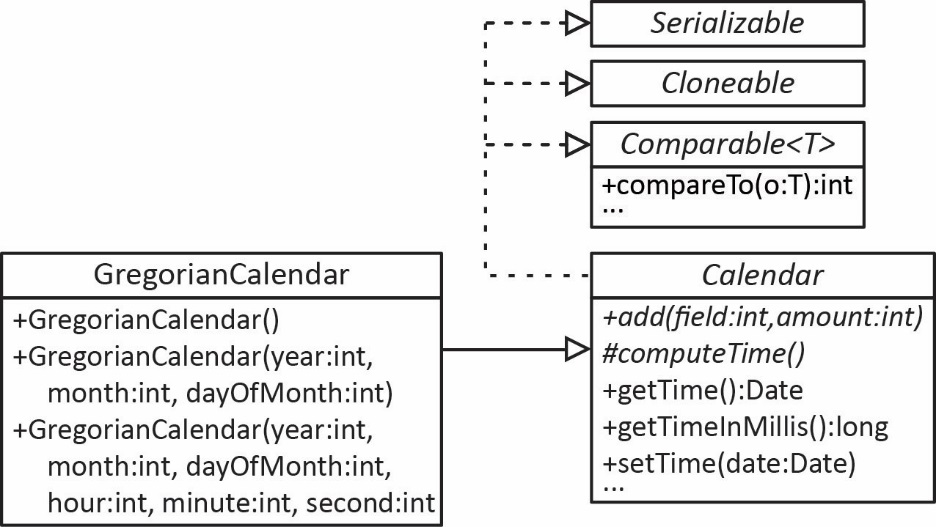 Serializable
Cloneable
Comparable<T>
+compareTo(o:T):int
...
GregorianCalendar
+GregorianCalendar()
+GregorianCalendar(year:int,
month:int, dayOfMonth:int)
+GregorianCalendar(year:int,
month:int, dayOfMonth:int,
hour:int, minute:int, second:int
Calendar
+add(field:int,amount:int)
#computeTime()
+getTime():Date
+getTimeInMillis():long
+setTime(date:Date)
...